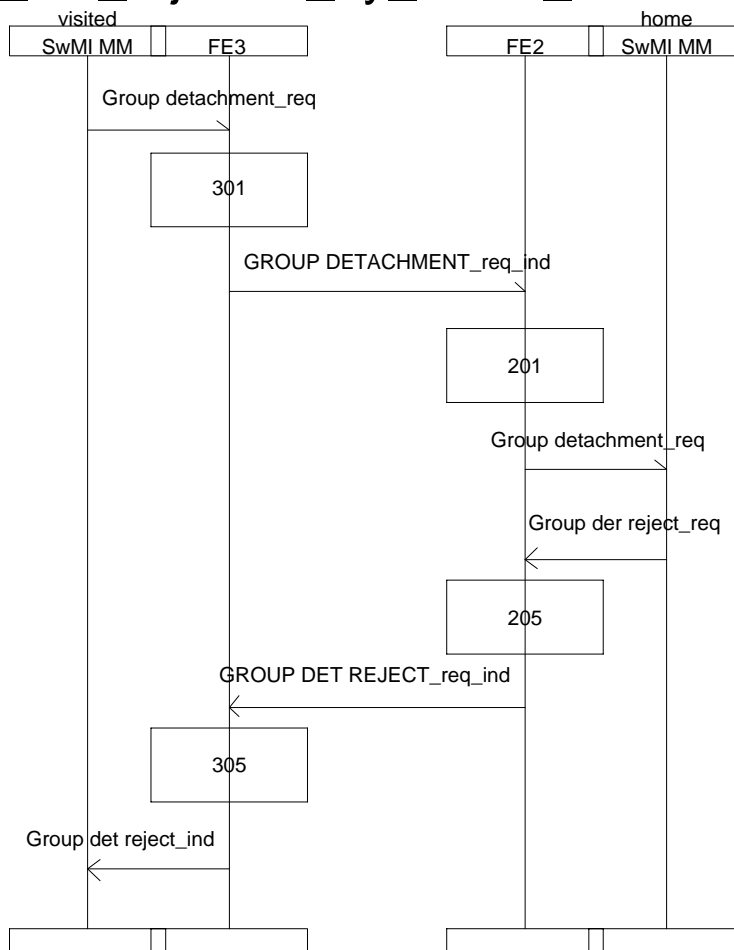 visited
home
SwMI MM
FE3
FE2
SwMI MM
Group detachment_req
301
GROUP DETACHMENT_req_ind
201
Group detachment_req
Group der reject_req
205
GROUP DET REJECT_req_ind
305
Group det reject_ind